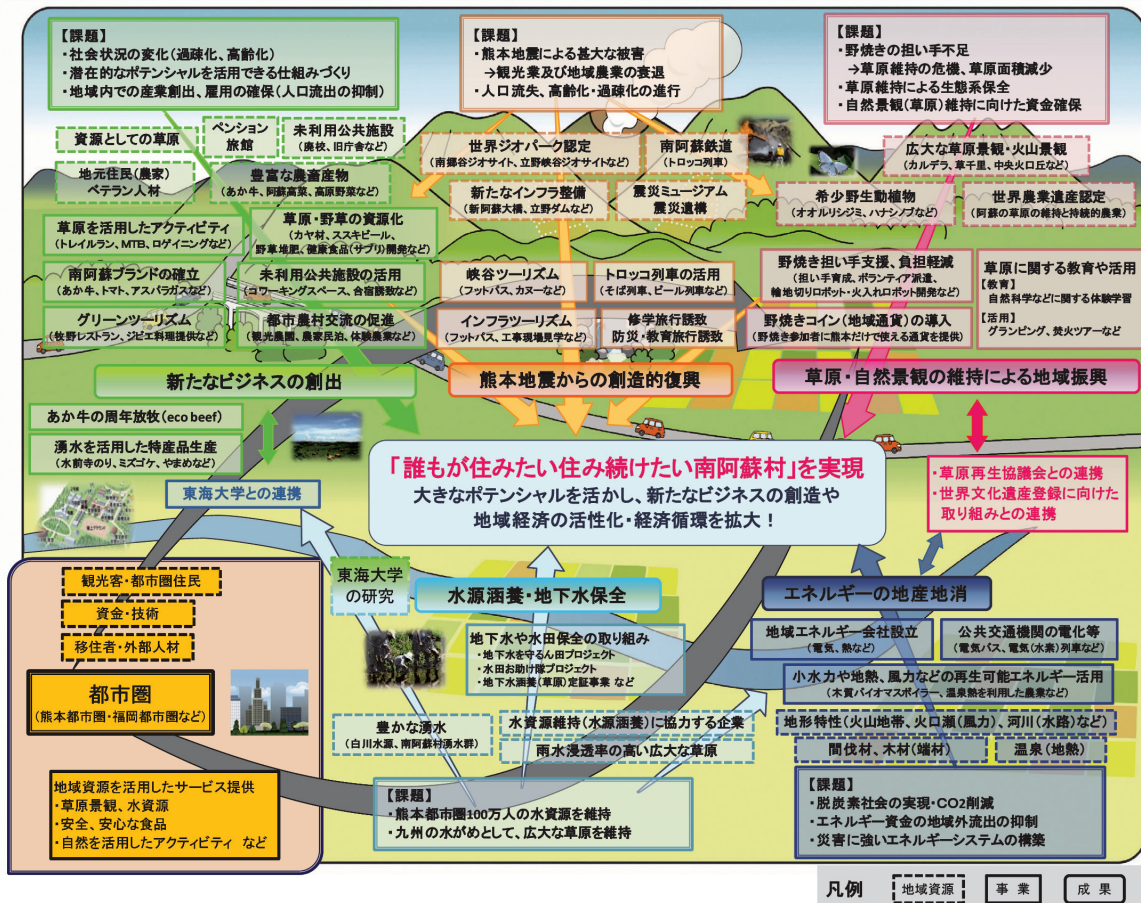 【課題】
・社会状況の変化(過疎化、高齢化)
・潜在的なポテンシャルを活用できる仕組みづくり
・地域内での産業創出、雇用の確保(人口流出の抑制)
資源としての草原
ペンション
旅館
未利用公共施設
(廃校、旧庁舎など)
地元住民(農家)
ベテラン人材
豊富な農畜産物
(あか牛、阿蘇高菜、高原野菜など)
草原を活用したアクティビティ
(トレイルラン、MTB、ロゲイニングなど)
草原・野草の資源化
(カヤ材、ススキビール、
野草堆肥、健康食品(サプリ)開発など)
南阿蘇ブランドの確立
(あか牛、トマト、アスパラガスなど)
未利用公共施設の活用
(コワーキングスペース、合宿誘致など)
グリーンツーリズム
(牧野レストラン、ジビエ料理提供など)
都市農村交流の促進
(観光農園、農家民泊、体験農業など)
新たなビジネスの創出
あか牛の周年放牧(eco beef)
湧水を活用した特産品生産
(水前寺のり、ミズゴケ、やまめなど)
東海大学との連携
【課題】
・熊本地震による甚大な被害
→観光業及び地域農業の衰退
・人口流失、高齢化・過疎化の進行
世界ジオパーク認定
(南郷谷ジオサイト、立野峡谷ジオサイトなど)
南阿蘇鉄道
(トロッコ列車)
新たなインフラ整備
(新阿蘇大橋、立野ダムなど)
震災ミュージアム
震災遺構
峡谷ツーリズム
(フットパス、カヌーなど)
トロッコ列車の活用
(そば列車、ビール列車など)
インフラツーリズム
(フットパス、工事現場見学など)
修学旅行誘致
防災・教育旅行誘致
熊本地震からの創造的復興
【課題】
・野焼きの担い手不足
→草原維持の危機、草原面積減少
・草原維持による生態系保全
・自然景観(草原)維持に向けた資金確保
広大な草原景観・火山景観
(カルデラ、草千里、中央火口丘など)
希少野生動植物
(オオルリシジミ、ハナシノブなど)
世界農業遺産認定
(阿蘇の草原の維持と持続的農業)
野焼き担い手支援、負担軽減
(担い手育成、ボランティア派遣、
輪地切りロボット・火入れロボット開発など)
野焼きコイン(地域通貨)の導入
(野焼き参加者に熊本だけで使える通貨を提供)
草原に関する教育や活用
【教育】
自然科学などに関する体験学習
【活用】
グランピング、焚火ツアーなど
草原・自然景観の維持による地域振興
・草原再生協議会との連携
・世界文化遺産登録に向けた
取り組みとの連携
「誰もが住みたい住み続けたい南阿蘇村」を実現
大きなポテンシャルを活かし、新たなビジネスの創造や
地域経済の活性化・経済循環を拡大！
観光客・都市圏住民
資金・技術
移住者・外部人材
都市圏
(熊本都市圏・福岡都市圏など)
地域資源を活用したサービス提供
・草原景観、水資源
・安全、安心な食品
・自然を活用したアクティビティ など
東海大学
の研究
水源涵養・地下水保全
地下水や水田保全の取り組み
・地下水を守るん田プロジェクト
・水田お助け隊プロジェクト
・地下水涵養(草原)定証事業 など
豊かな湧水
(白川水源、南阿蘇村湧水群)
水資源維持(水源涵養)に協力する企業
雨水浸透率の高い広大な草原
【課題】
・熊本都市圏100万人の水資源を維持
・九州の水がめとして、広大な草原を維持
エネルギーの地産地消
地域エネルギー会社設立
(電気、熱など)
公共交通機関の電化等
(電気バス、電気(水素)列車など)
小水力や地熱、風力などの再生可能エネルギー活用
(木質バイオマスボイラー、温泉熱を利用した農業など)
地形特性(火山地帯、火口瀬(風力)、河川(水路)など)
間伐材、木材(端材)
温泉(地熱)
【課題】
・脱炭素社会の実現・CO2削減
・エネルギー資金の地域外流出の抑制
・災害に強いエネルギーシステムの構築
凡例
地域資源
事 業
成 果